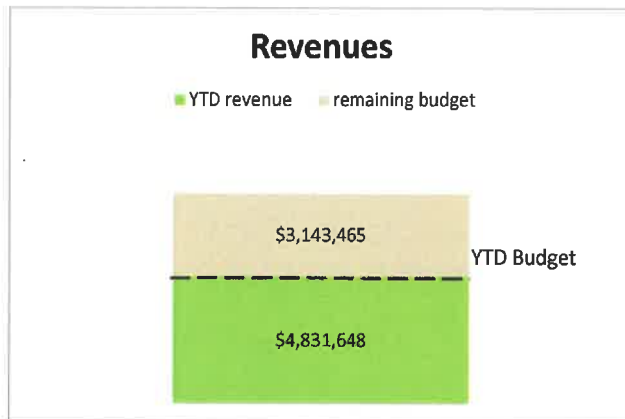 Revenues
YTD revenue remaining budget
$3,143,465
YTD Budget
$4,831,648